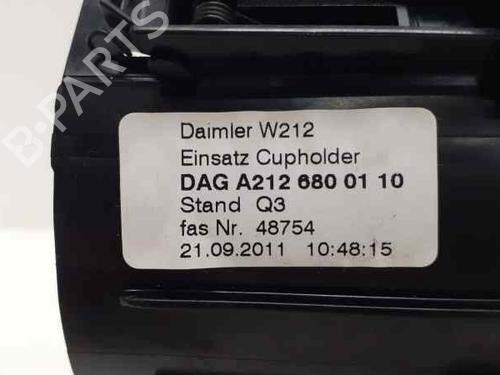 Daimler W212
Einsatz Cupholder
DAG A212 680 01 10
Stand Q3
fas Nr. 48754
21.09.2011 10:48:15
B-PARTS